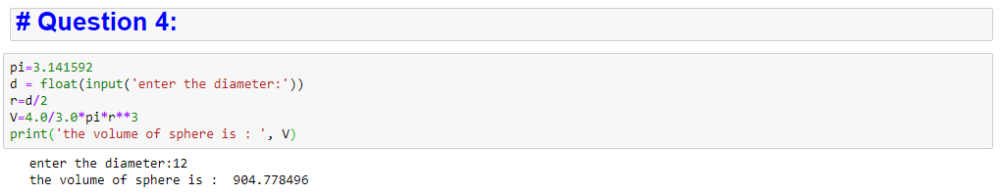 # Question 4:
pi=3.141592
d = float(input('enter the diameter:'))
r=d/2
V=4.0/3.0*pi*r**3
print('the volume of sphere is : ', V)
enter the diameter:12
the volume of sphere is :  904.778496